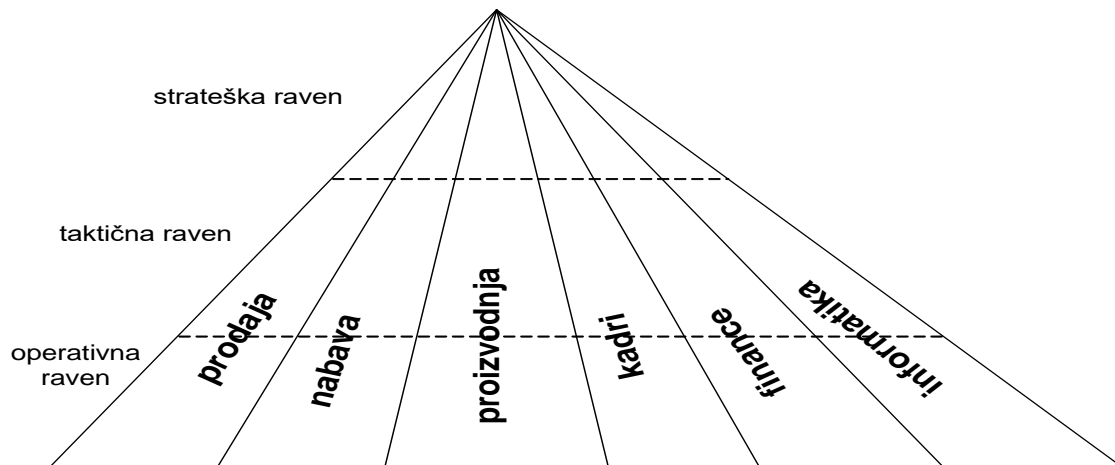 strateška raven
taktična raven
operativna
raven
prodaja
nabava
proizvodnja
kadri
finance
informatika